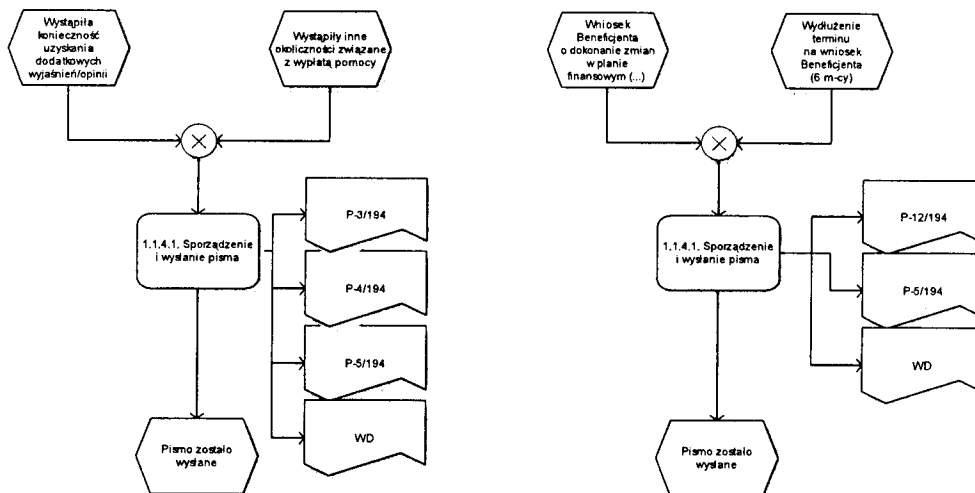 Wystąpiła
konieczność
uzyskania
dodatkowych
wyjaśnień/opinii
Wystąpiły inne
okoliczności związane
z wypłatą pomocy
1.1.4.1. Sporządzenie
i wysłanie pisma
P-3/194
P-4/194
P-5/194
WD
Pismo zostało
wysłane
Wniosek
Beneficjenta
o dokonanie zmian
w planie
finansowym (...)
Wydłużenie
terminu
na wniosek
Beneficjenta
(6 m-cy)
1.1.4.1. Sporządzenie
i wysłanie pisma
P-12/194
P-5/194
WD
Pismo zostało
wysłane